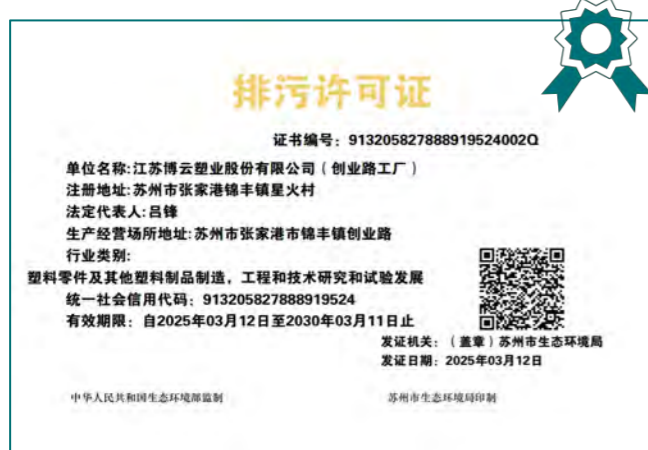 排污许可证
证书编号：913205827888919524002Q
单位名称:江苏博云塑业股份有限公司（创业路工厂）
注册地址:苏州市张家港锦丰镇星火村
法定代表人:吕锋
生产经营场所地址:苏州市张家港市锦丰镇创业路
行业类别:
塑料零件及其他塑料制品制造，工程和技术研究和试验发展
统一社会信用代码：913205827888919524
有效期限：自2025年03月12日至2030年03月11日止
发证机关：（盖章）苏州市生态环境局
发证日期：2025年03月12日
中华人民共和国生态环境部监制
苏州市生态环境局印制